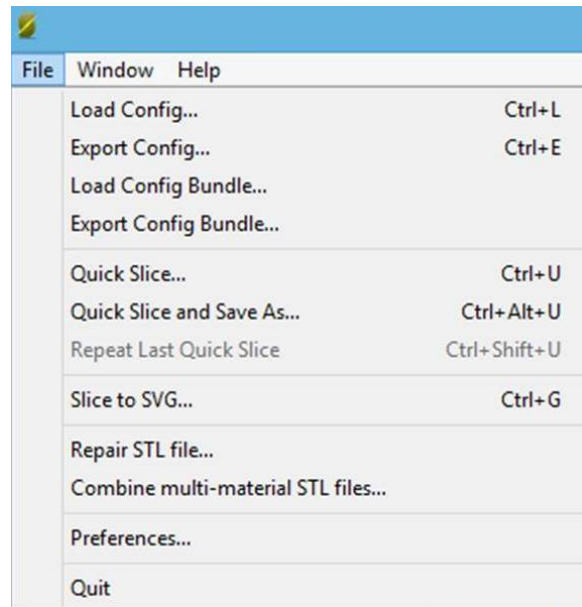 File Window Help
Load Config... Ctrl+L
Export Config... Ctrl+E
Load Config Bundle...
Export Config Bundle...
Quick Slice... Ctrl+U
Quick Slice and Save As... Ctrl+Alt+U
Repeat Last Quick Slice Ctrl+Shift+U
Slice to SVG... Ctrl+G
Repair STL file...
Combine multi-material STL files...
Preferences...
Quit